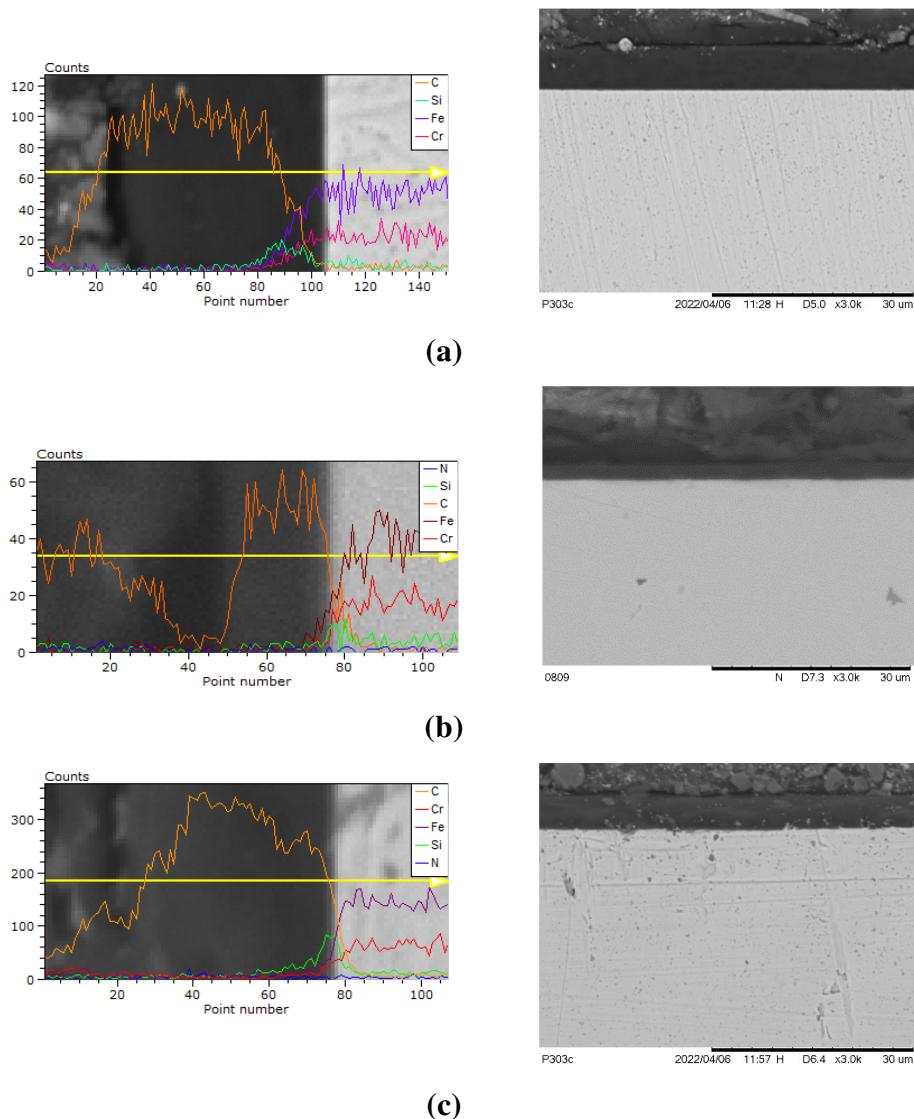 Counts
C
Si
Fe
Cr
120
100
80
60
40
20
0
20 40 60 80 100 120 140
Point number
P303c 2022/04/06 11:28 H D5.0 x3.0k 30 um
(a)
Counts
N
Si
C
Fe
Cr
60
40
20
0
20 40 60 80 100
Point number
0809 N D7.3 x3.0k 30 um
(b)
Counts
C
Cr
Fe
Si
N
300
200
100
0
20 40 60 80 100
Point number
P303c 2022/04/06 11:57 H D6.4 x3.0k 30 um
(c)